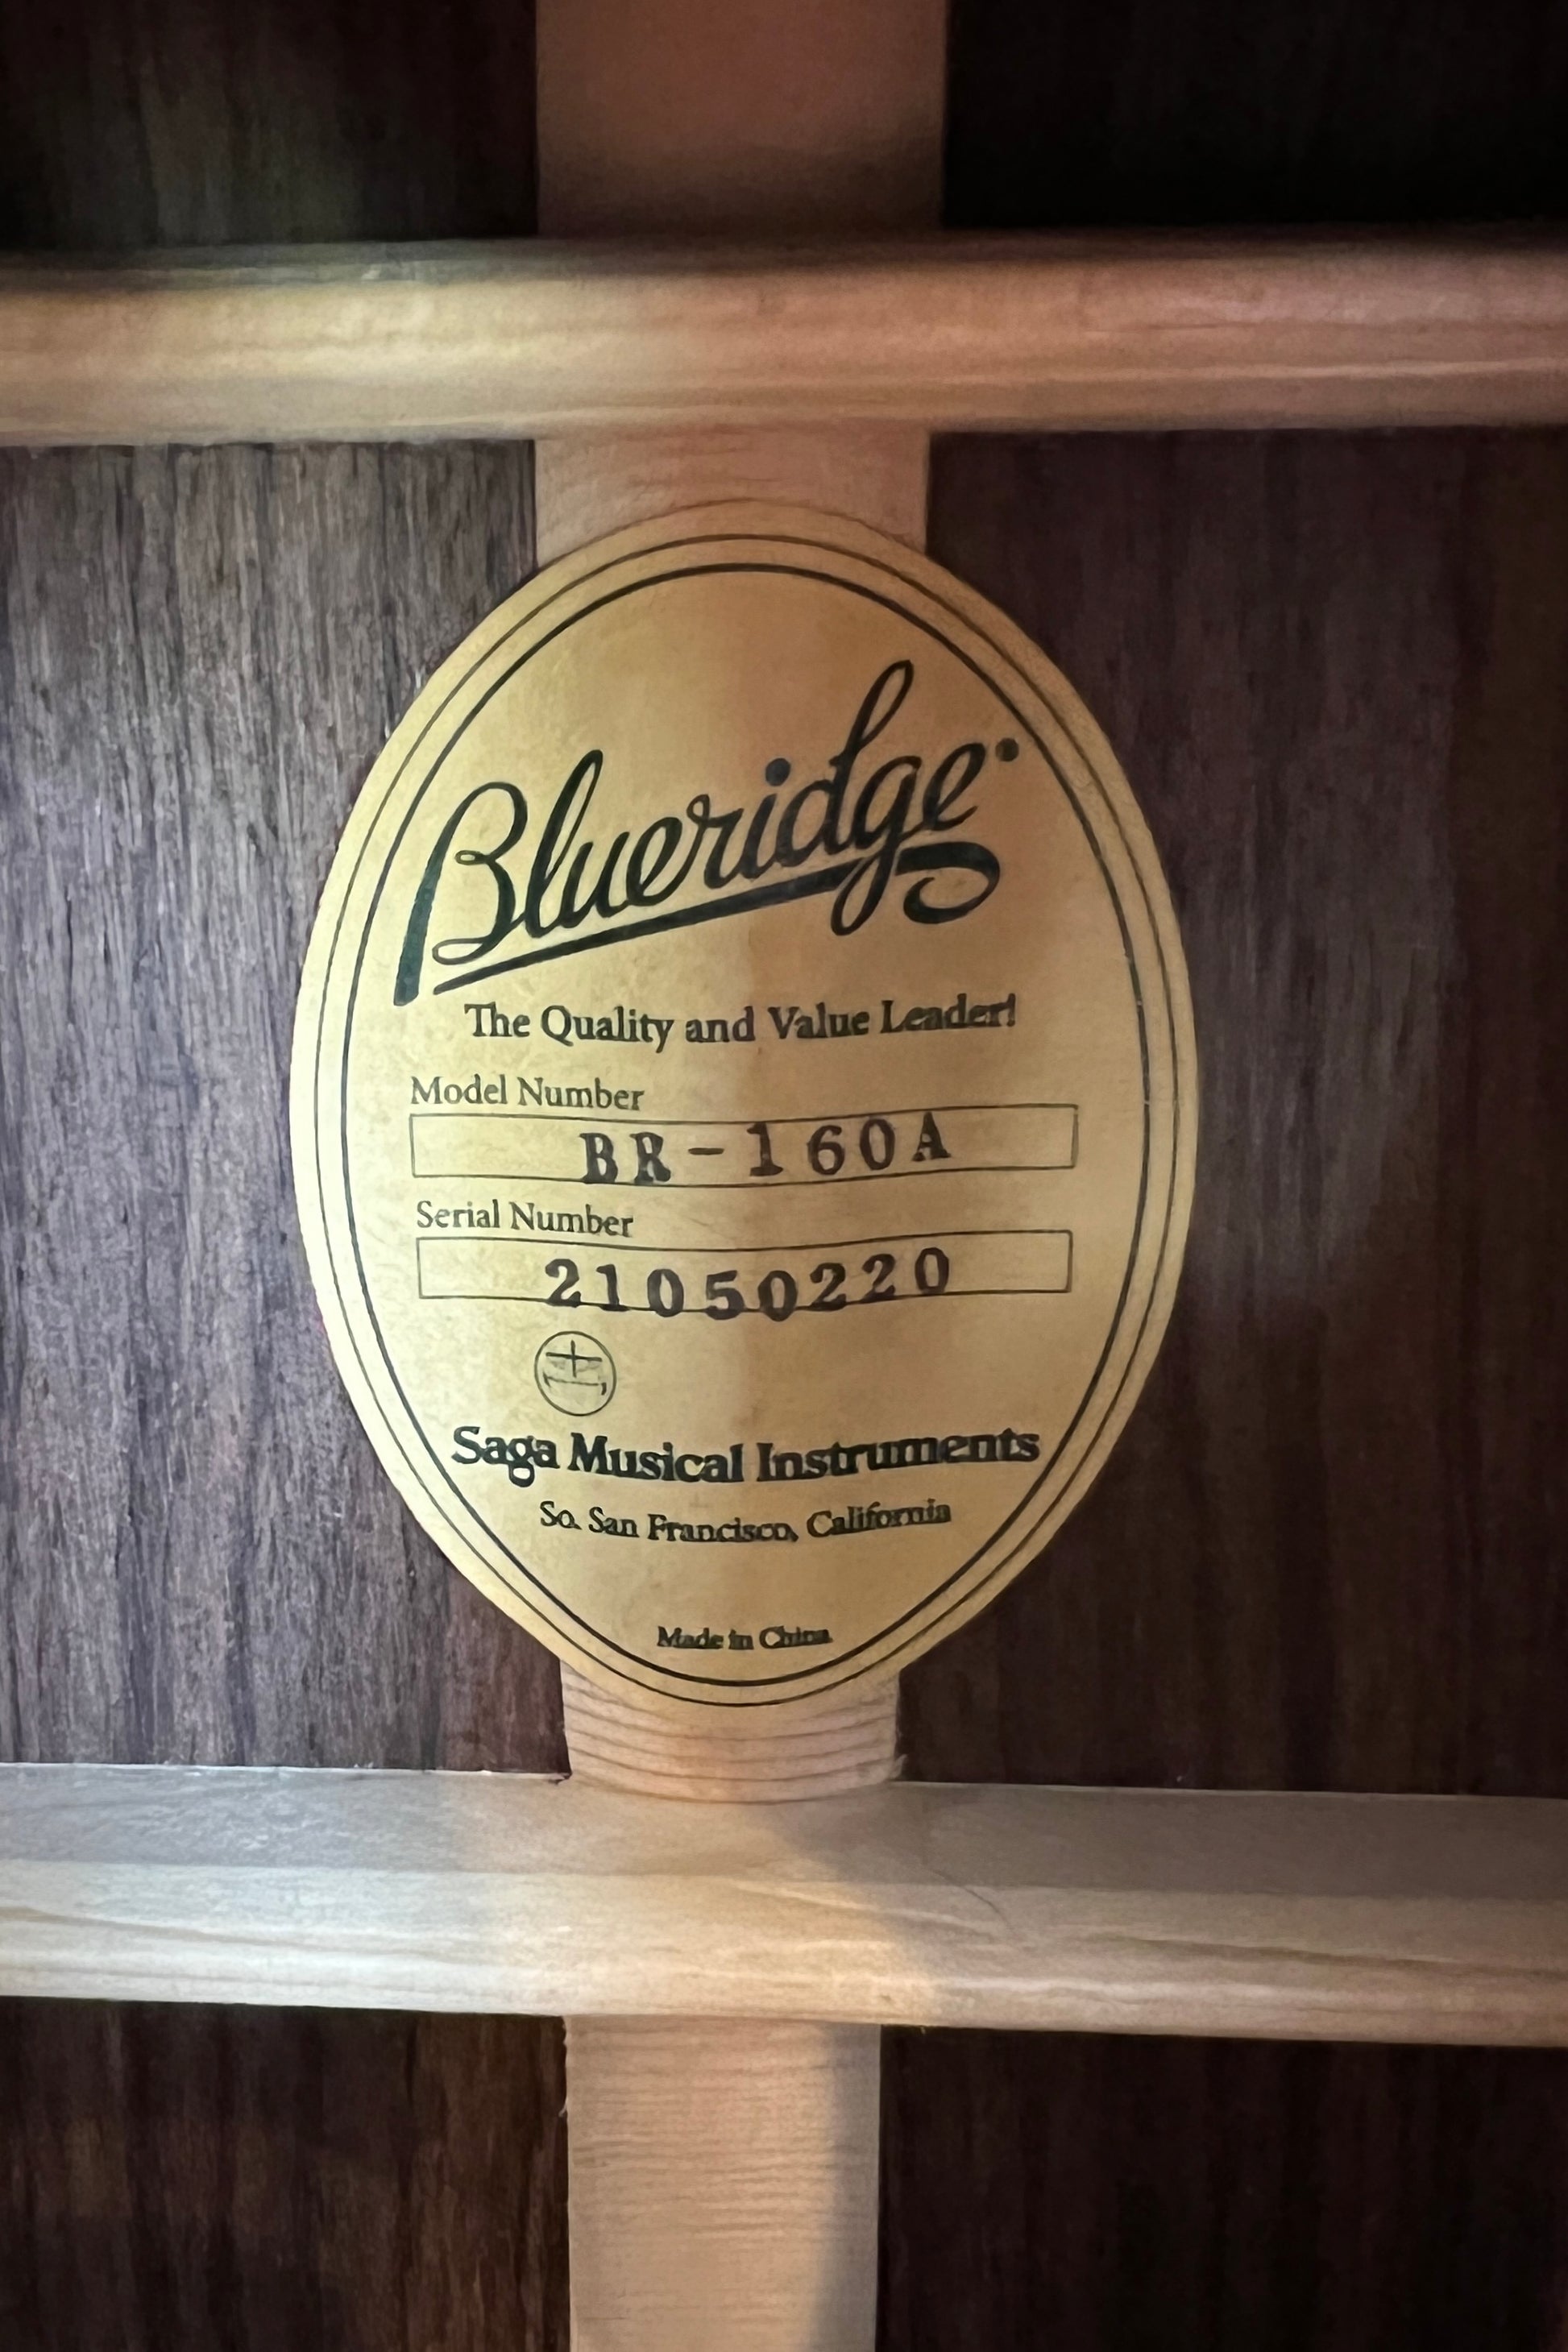 Blueridge
The Quality and Value Leader!
Model Number
BR-160A
Serial Number
21050220
Saga Musical Instruments
So. San Francisco, California
Made in China